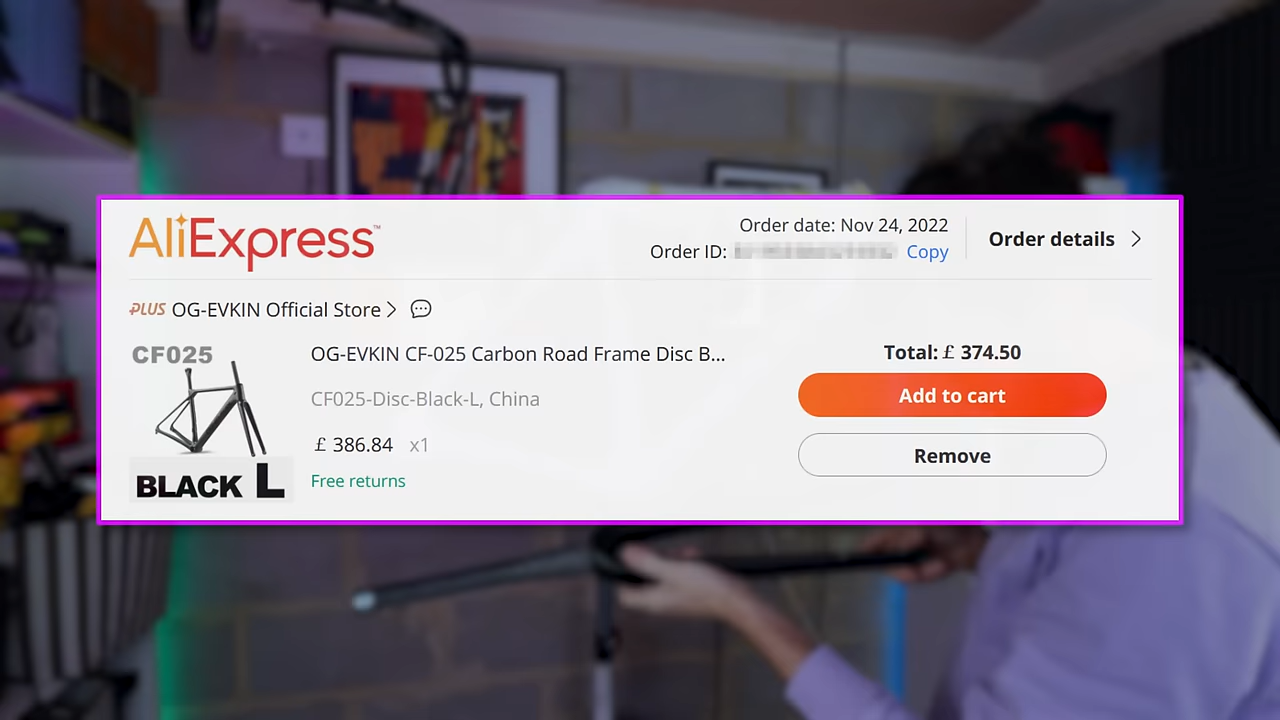 AliExpress™
Order date: Nov 24, 2022
Order ID: Copy
Order details
PLUS OG-EVKIN Official Store
CF025
BLACK L
OG-EVKIN CF-025 Carbon Road Frame Disc B...
CF025-Disc-Black-L, China
£ 386.84 x1
Free returns
Total: £ 374.50
Add to cart
Remove